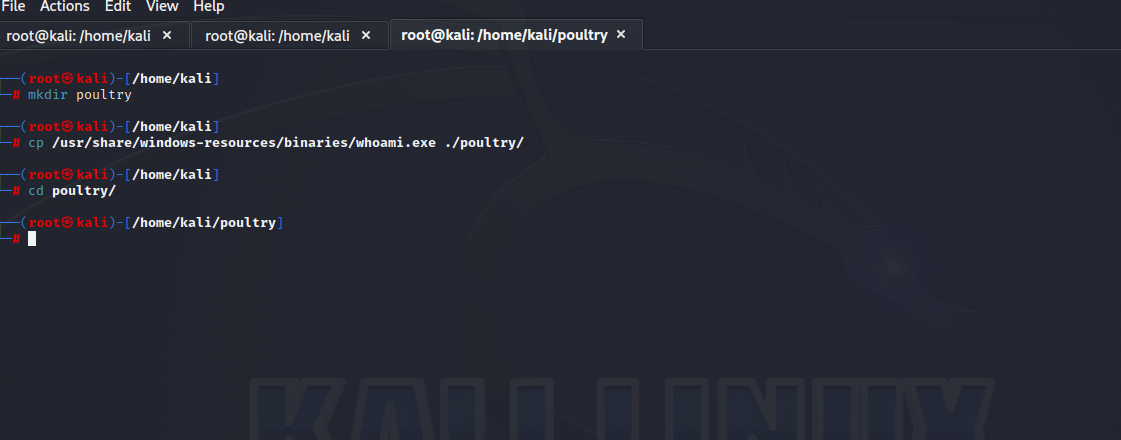 File Actions Edit View Help
root@kali: /home/kali × root@kali: /home/kali × root@kali: /home/kali/poultry ×
──(root㉿kali)-[/home/kali]
─# mkdir poultry
──(root㉿kali)-[/home/kali]
─# cp /usr/share/windows-resources/binaries/whoami.exe ./poultry/
──(root㉿kali)-[/home/kali]
─# cd poultry/
──(root㉿kali)-[/home/kali/poultry]
─#
KALI LINUX